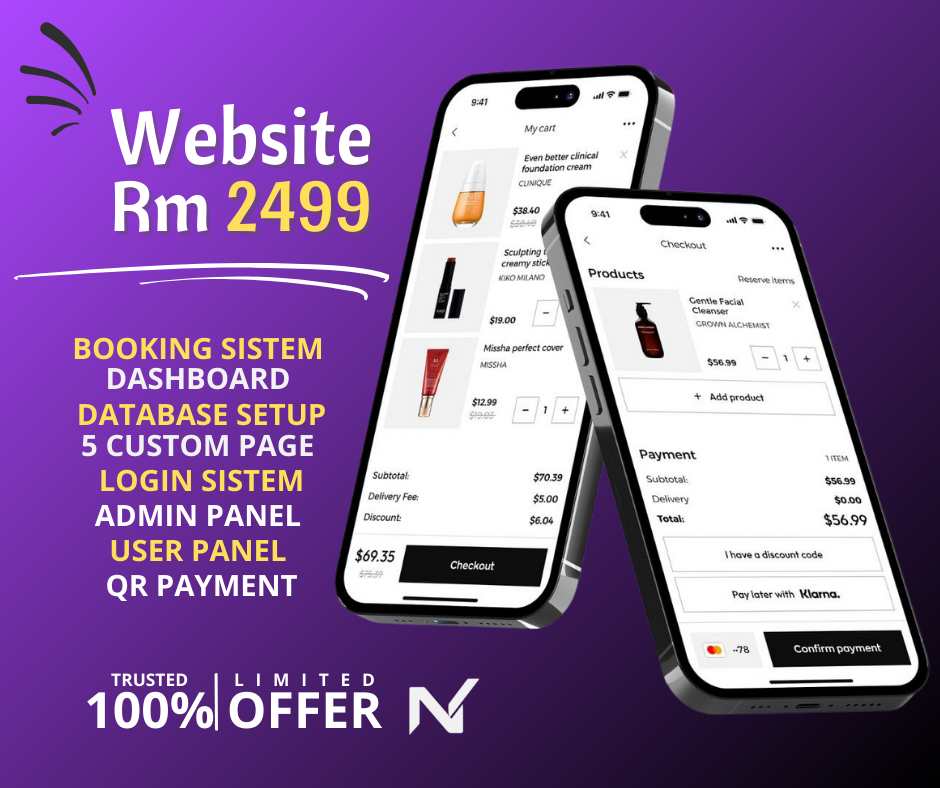 Website
Rm 2499
BOOKING SISTEM
DASHBOARD
DATABASE SETUP
5 CUSTOM PAGE
LOGIN SISTEM
ADMIN PANEL
USER PANEL
QR PAYMENT
TRUSTED
100%
LIMITED
OFFER
9:41
My cart
Even better clinical
foundation cream
CLINIQUE
$38.40
$38.40
Sculpting
creamy stick
KIKO MILANO
$19.00
−
Missha perfect cover
MISSHA
$12.99
− 1 +
Subtotal: $70.39
Delivery Fee: $5.00
Discount: $6.04
$69.35
$75.39
Checkout
9:41
Checkout
Products
Reserve items
Gentle Facial
Cleanser
GROWN ALCHEMIST
$56.99
− 1 +
+ Add product
Payment 1 ITEM
Subtotal: $56.99
Delivery $0.00
Total: $56.99
I have a discount code
Pay later with Klarna.
··78
Confirm payment